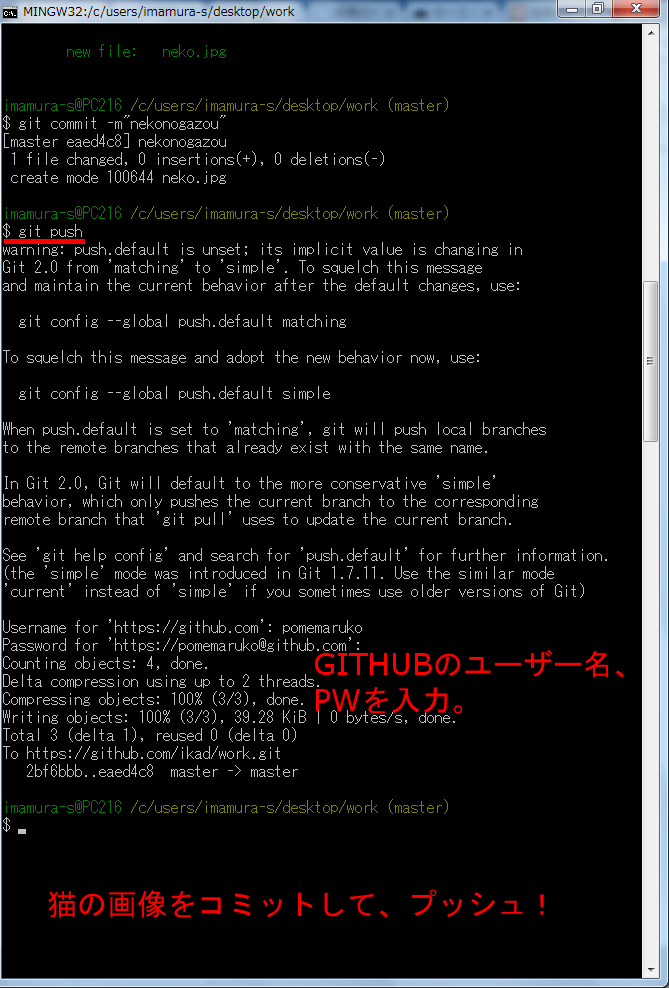 MINGW32:/c/users/imamura-s/desktop/work
new file:   neko.jpg
imamura-s@PC216 /c/users/imamura-s/desktop/work (master)
$ git commit -m"nekonogazou"
[master eaed4c8] nekonogazou
 1 file changed, 0 insertions(+), 0 deletions(-)
 create mode 100644 neko.jpg
imamura-s@PC216 /c/users/imamura-s/desktop/work (master)
$ git push
warning: push.default is unset; its implicit value is changing in
Git 2.0 from 'matching' to 'simple'. To squelch this message
and maintain the current behavior after the default changes, use:
  git config --global push.default matching
To squelch this message and adopt the new behavior now, use:
  git config --global push.default simple
When push.default is set to 'matching', git will push local branches
to the remote branches that already exist with the same name.
In Git 2.0, Git will default to the more conservative 'simple'
behavior, which only pushes the current branch to the corresponding
remote branch that 'git pull' uses to update the current branch.
See 'git help config' and search for 'push.default' for further information.
(the 'simple' mode was introduced in Git 1.7.11. Use the similar mode
'current' instead of 'simple' if you sometimes use older versions of Git)
Username for 'https://github.com': pomemaruko
Password for 'https://pomemaruko@github.com':
Counting objects: 4, done.
Delta compression using up to 2 threads.
Compressing objects: 100% (3/3), done.
Writing objects: 100% (3/3), 39.28 KiB | 0 bytes/s, done.
Total 3 (delta 1), reused 0 (delta 0)
To https://github.com/ikad/work.git
   2bf6bbb..eaed4c8  master -> master
GITHUBのユーザー名、
PWを入力。
imamura-s@PC216 /c/users/imamura-s/desktop/work (master)
$
猫の画像をコミットして、プッシュ！